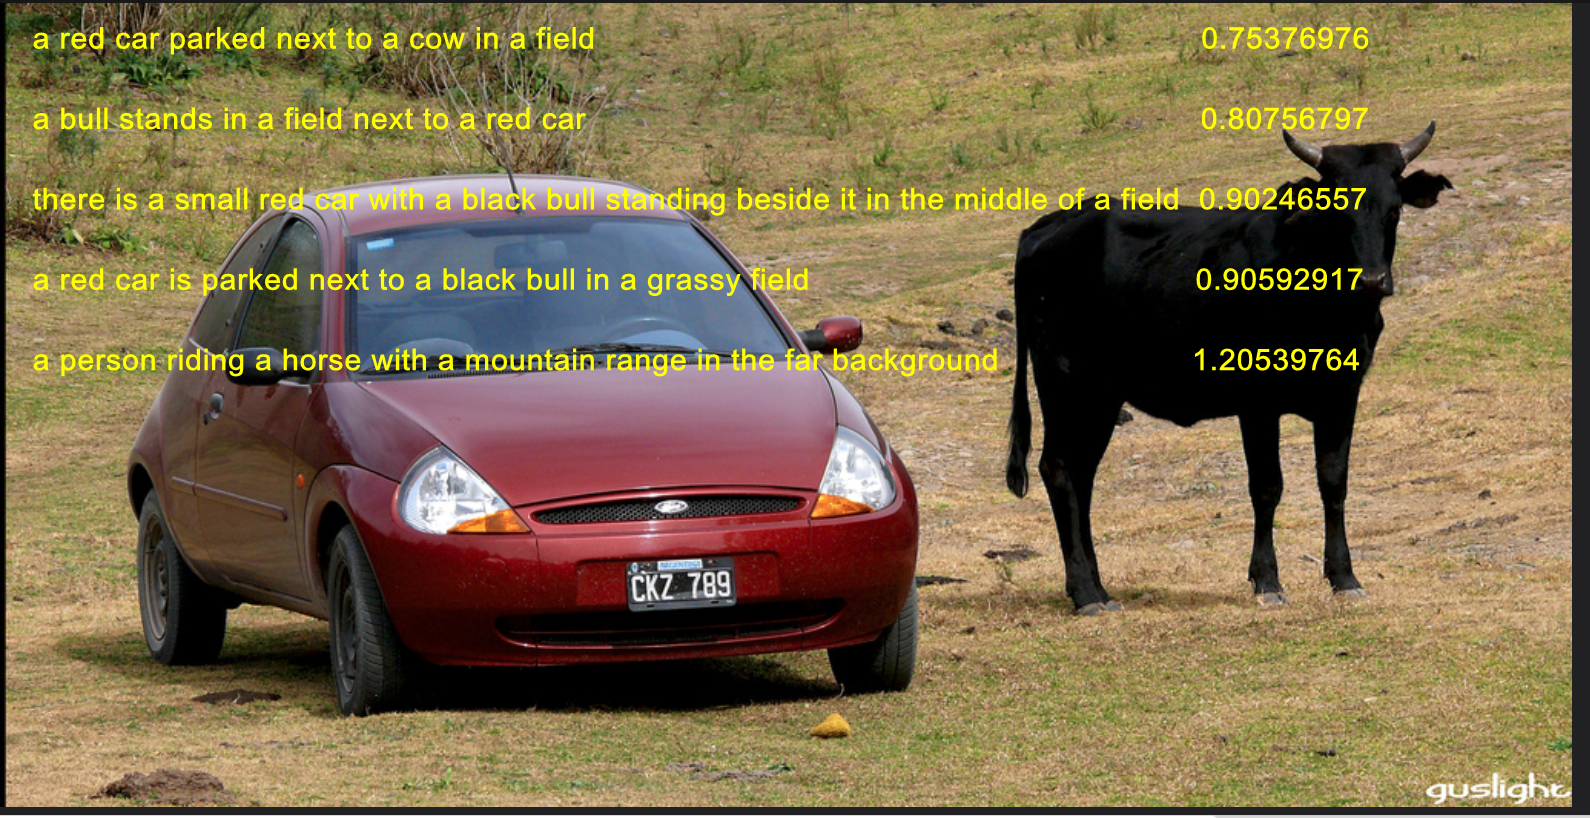 a red car parked next to a cow in a field 0.75376976
a bull stands in a field next to a red car 0.80756797
there is a small red car with a black bull standing beside it in the middle of a field 0.90246557
a red car is parked next to a black bull in a grassy field 0.90592917
a person riding a horse with a mountain range in the far background 1.20539764
Ford
ARGENTINA
CKZ 789
guslight